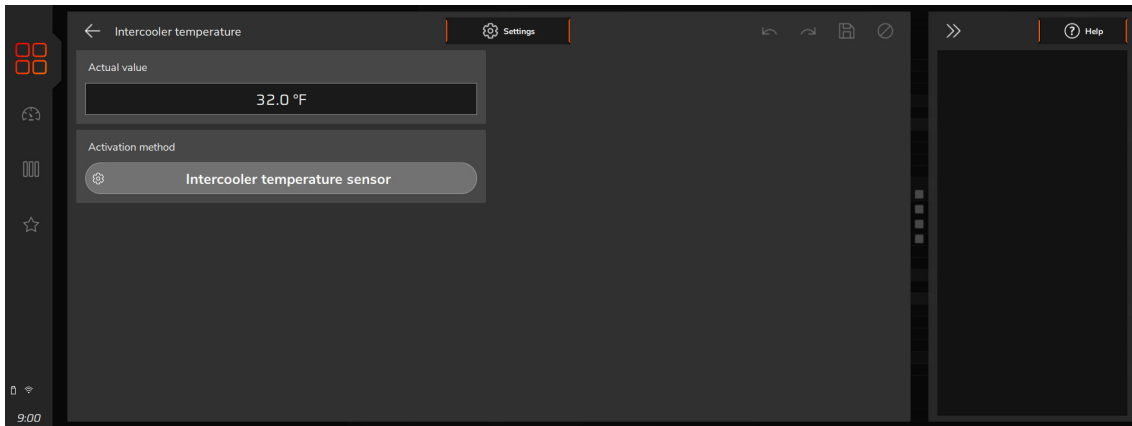 Intercooler temperature
Settings
Help
Actual value
32.0 °F
Activation method
Intercooler temperature sensor
9:00